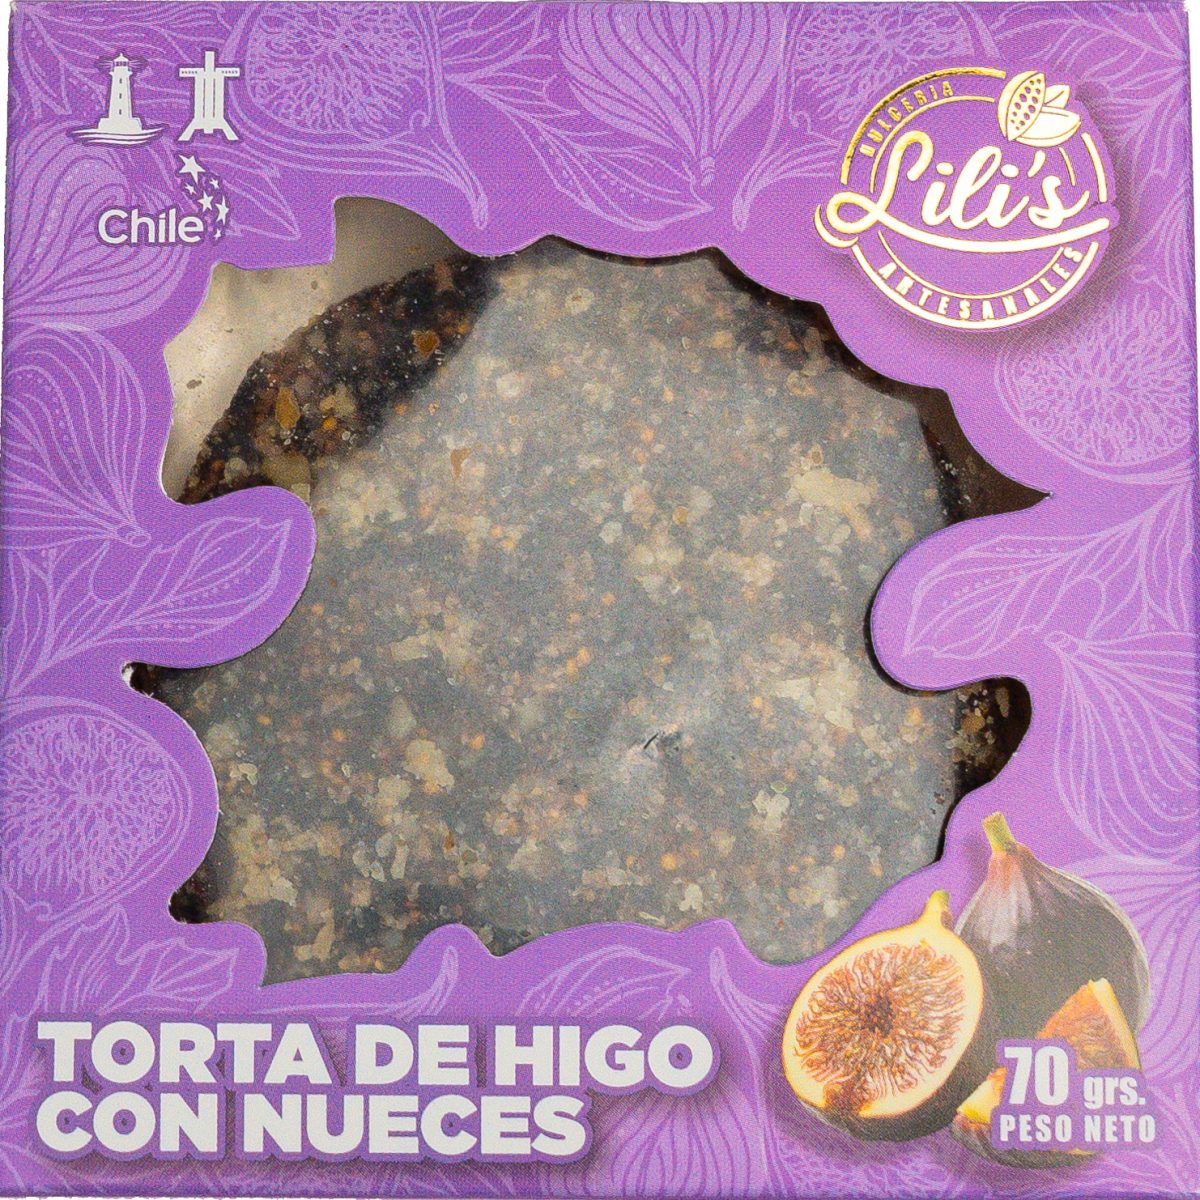 Chile
DULCERIA
Lili's
ARTESANALES
TORTA DE HIGO
CON NUECES
70 grs.
PESO NETO